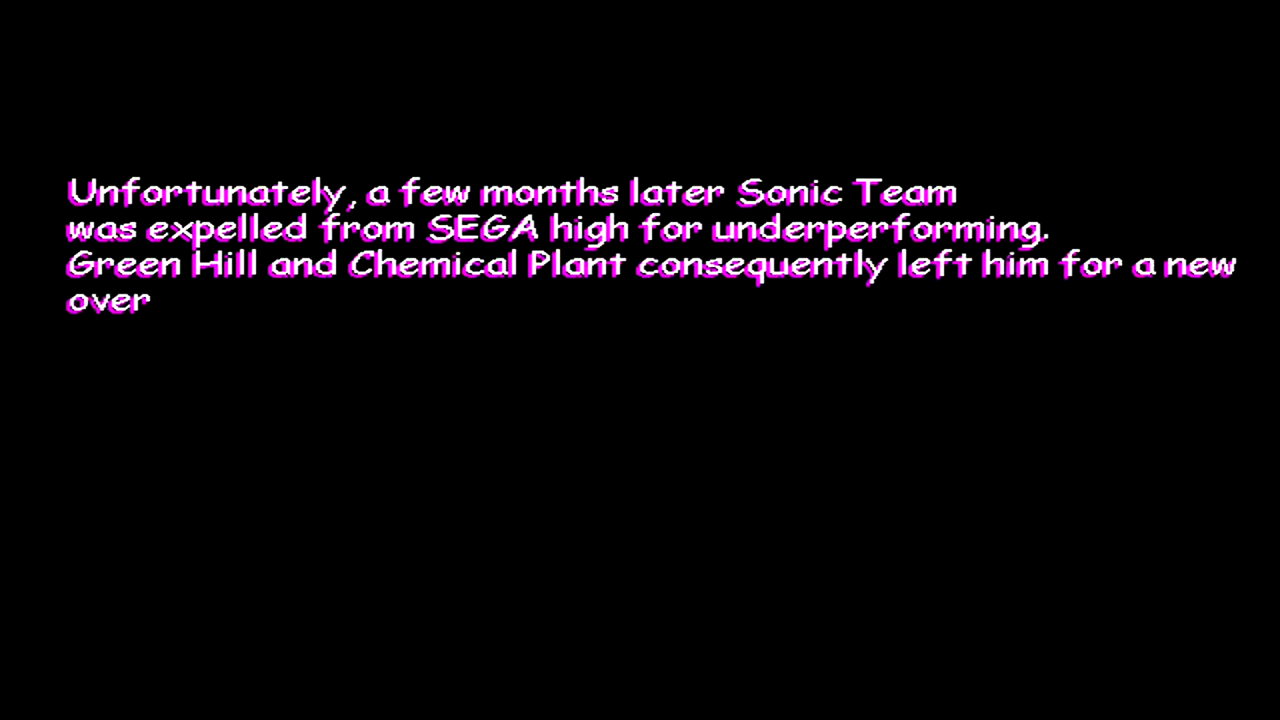 Unfortunately, a few months later Sonic Team
was expelled from SEGA high for underperforming.
Green Hill and Chemical Plant consequently left him for a new
over